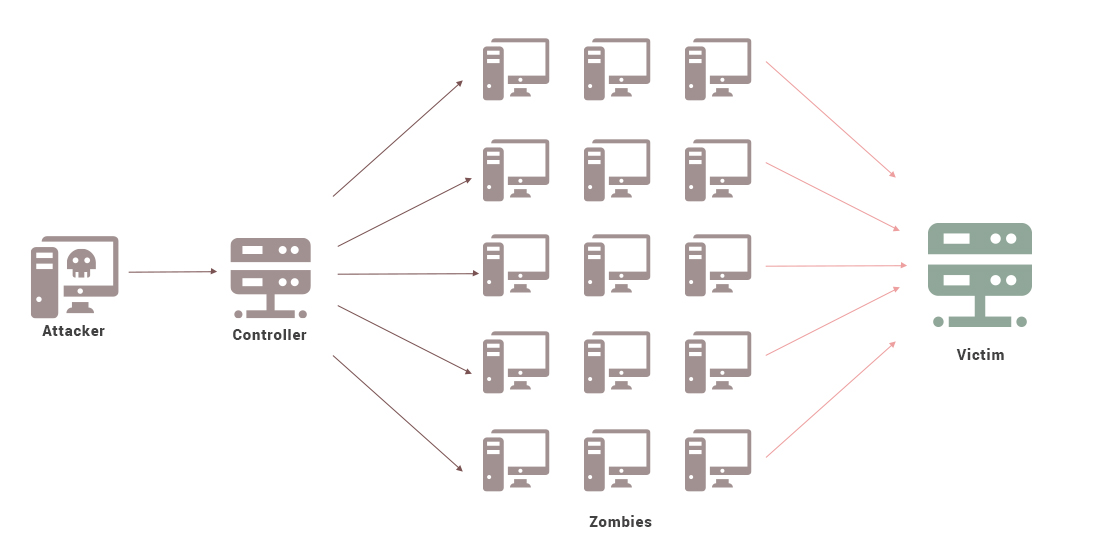 Attacker
Controller
Zombies
Victim